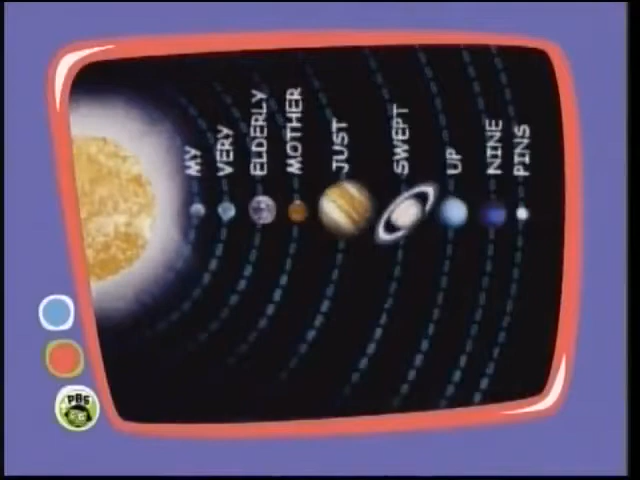 MY
VERY
ELDERLY
MOTHER
JUST
SWEPT
UP
NINE
PINS
PBS